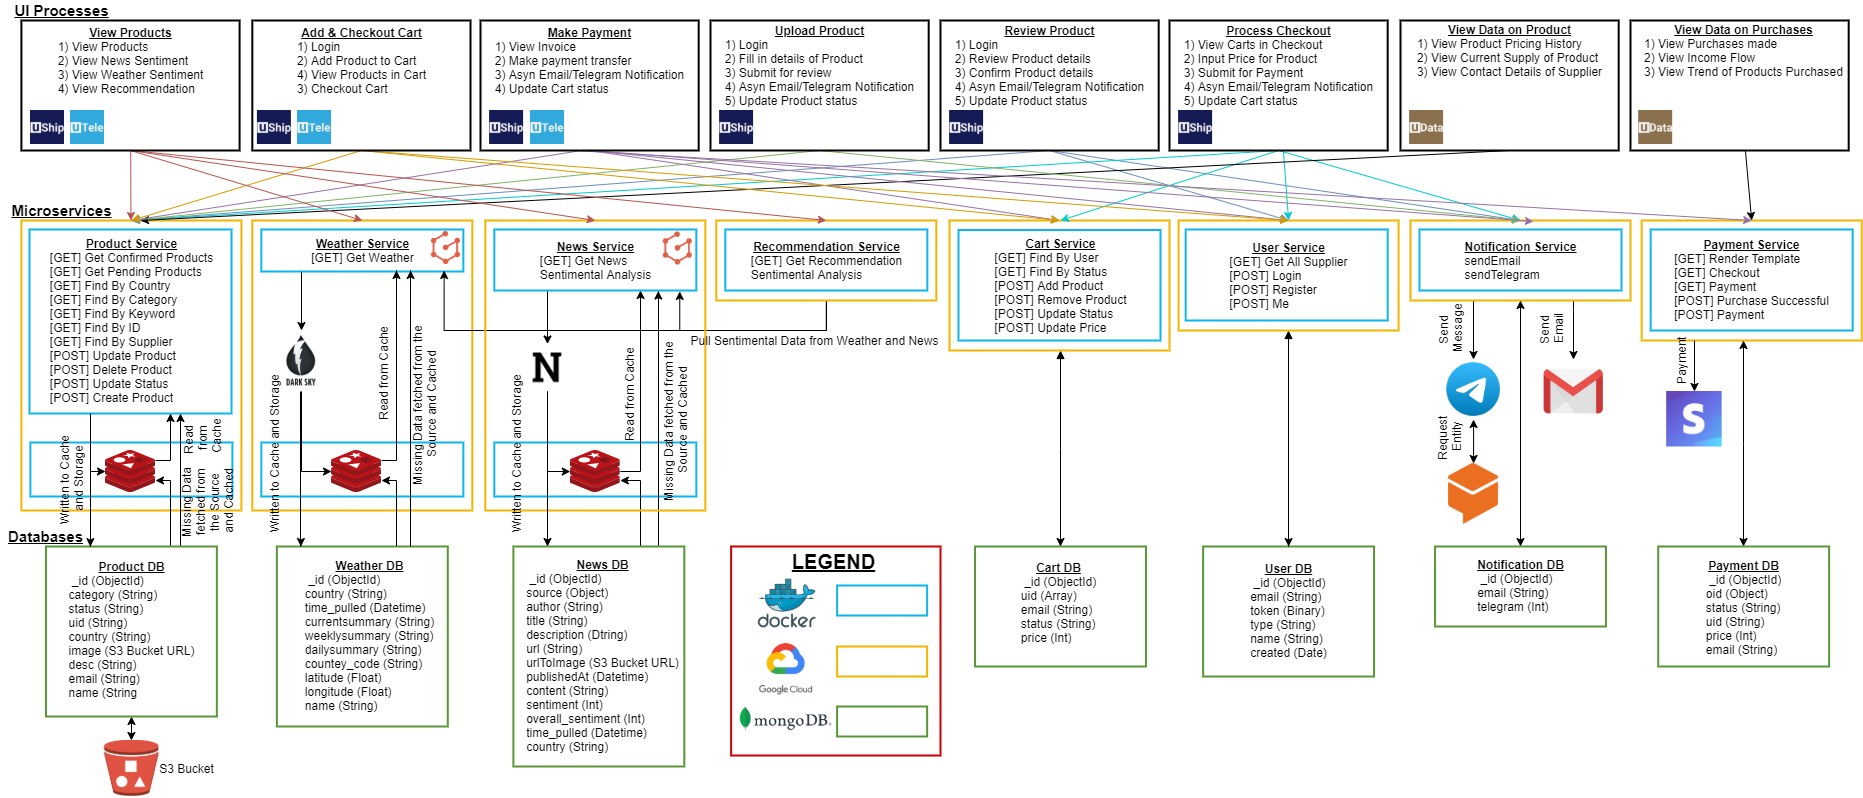 UI Processes
View Products
1) View Products
2) View News Sentiment
3) View Weather Sentiment
4) View Recommendation
UShip
UTele
Add & Checkout Cart
1) Login
2) Add Product to Cart
4) View Products in Cart
3) Checkout Cart
UShip
UTele
Make Payment
1) View Invoice
2) Make payment transfer
3) Asyn Email/Telegram Notification
4) Update Cart status
UShip
UTele
Upload Product
1) Login
2) Fill in details of Product
3) Submit for review
4) Asyn Email/Telegram Notification
5) Update Product status
UShip
Review Product
1) Login
2) Review Product details
3) Confirm Product details
4) Asyn Email/Telegram Notification
5) Update Product status
UShip
Process Checkout
1) View Carts in Checkout
2) Input Price for Product
3) Submit for Payment
4) Asyn Email/Telegram Notification
5) Update Cart status
UShip
View Data on Product
1) View Product Pricing History
2) View Current Supply of Product
3) View Contact Details of Supplier
UData
View Data on Purchases
1) View Purchases made
2) View Income Flow
3) View Trend of Products Purchased
UData
Microservices
Product Service
[GET] Get Confirmed Products
[GET] Get Pending Products
[GET] Find By Country
[GET] Find By Category
[GET] Find By Keyword
[GET] Find By ID
[GET] Find By Supplier
[POST] Update Product
[POST] Delete Product
[POST] Update Status
[POST] Create Product
Written to Cache
and Storage
Read
from
Cache
Missing Data
fetched from
the Source
and Cached
Weather Service
[GET] Get Weather
DARK SKY
Written to Cache and Storage
Read from Cache
Missing Data fetched from the
Source and Cached
News Service
[GET] Get News
Sentimental Analysis
N
Written to Cache and Storage
Read from Cache
Missing Data fetched from the
Source and Cached
Recommendation Service
[GET] Get Recommendation
Sentimental Analysis
Pull Sentimental Data from Weather and News
Cart Service
[GET] Find By User
[GET] Find By Status
[POST] Add Product
[POST] Remove Product
[POST] Update Status
[POST] Update Price
User Service
[GET] Get All Supplier
[POST] Login
[POST] Register
[POST] Me
Notification Service
sendEmail
sendTelegram
Send
Message
Send
Email
Request
Entity
Payment Service
[GET] Render Template
[GET] Checkout
[GET] Payment
[POST] Purchase Successful
[POST] Payment
Payment
S
Databases
Product DB
_id (ObjectId)
category (String)
status (String)
uid (String)
country (String)
image (S3 Bucket URL)
desc (String)
email (String)
name (String
S3 Bucket
Weather DB
_id (ObjectId)
country (String)
time_pulled (Datetime)
currentsummary (String)
weeklysummary (String)
dailysummary (String)
countey_code (String)
latitude (Float)
longitude (Float)
name (String)
News DB
_id (ObjectId)
source (Object)
author (String)
title (String)
description (Dtring)
url (String)
urlToImage (S3 Bucket URL)
publishedAt (Datetime)
content (String)
sentiment (Int)
overall_sentiment (Int)
time_pulled (Datetime)
country (String)
LEGEND
docker
Google Cloud
mongoDB.
Cart DB
_id (ObjectId)
uid (Array)
email (String)
status (String)
price (Int)
User DB
_id (ObjectId)
email (String)
token (Binary)
type (String)
name (String)
created (Date)
Notification DB
_id (ObjectId)
email (String)
telegram (Int)
Payment DB
_id (ObjectId)
oid (Object)
status (String)
uid (String)
price (Int)
email (String)